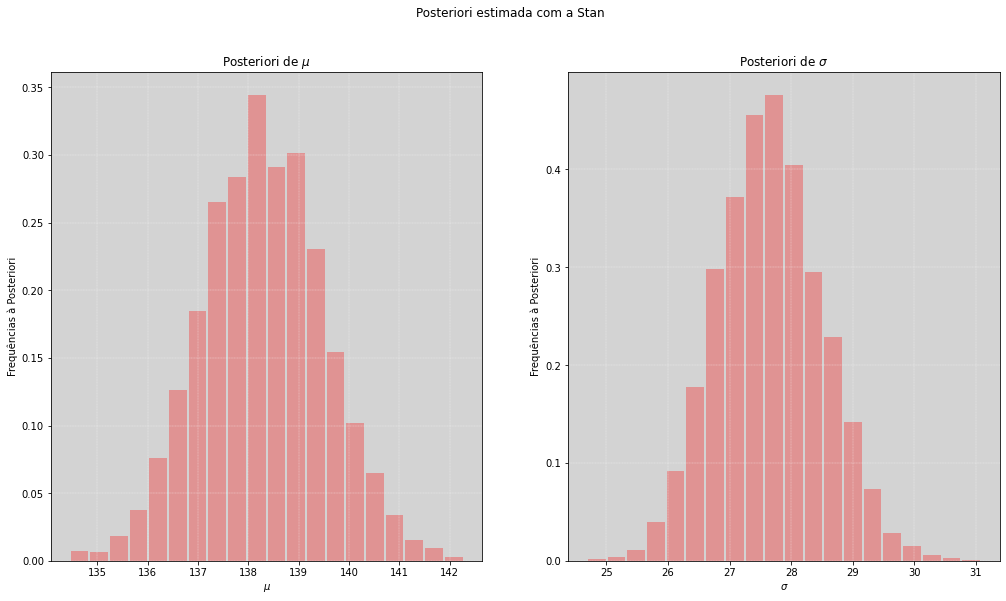 Posteriori estimada com a Stan
Posteriori de μ
Frequências à Posteriori
0.35
0.30
0.25
0.20
0.15
0.10
0.05
0.00
135 136 137 138 139 140 141 142
μ
Posteriori de σ
Frequências à Posteriori
0.4
0.3
0.2
0.1
0.0
25 26 27 28 29 30 31
σ